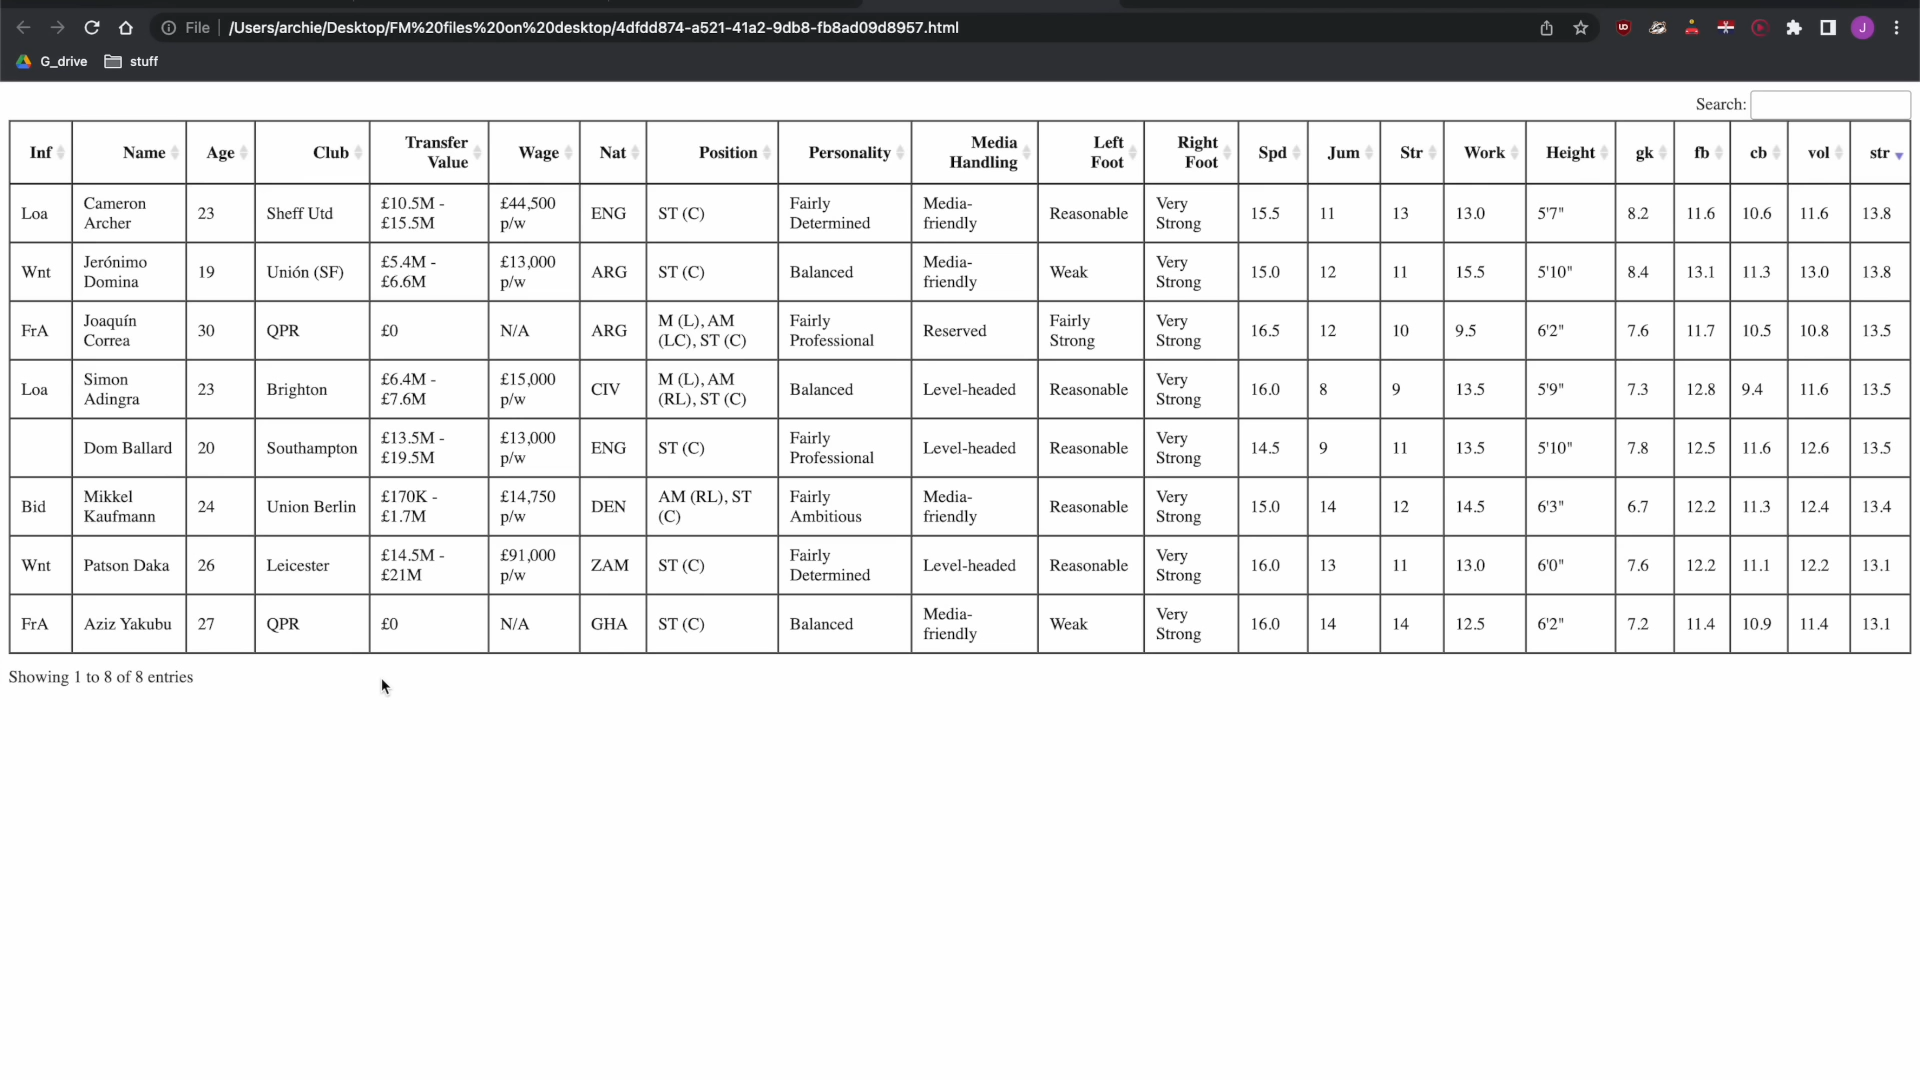 File /Users/archie/Desktop/FM%20files%20on%20desktop/4dfdd874-a521-41a2-9db8-fb8ad09d8957.html
J
G_drive stuff
Search:
Inf Name Age Club Transfer Value Wage Nat Position Personality Media Handling Left Foot Right Foot Spd Jum Str Work Height gk fb cb vol str
Loa Cameron Archer 23 Sheff Utd £10.5M - £15.5M £44,500 p/w ENG ST (C) Fairly Determined Media-friendly Reasonable Very Strong 15.5 11 13 13.0 5'7" 8.2 11.6 10.6 11.6 13.8
Wnt Jerónimo Domina 19 Unión (SF) £5.4M - £6.6M £13,000 p/w ARG ST (C) Balanced Media-friendly Weak Very Strong 15.0 12 11 15.5 5'10" 8.4 13.1 11.3 13.0 13.8
FrA Joaquín Correa 30 QPR £0 N/A ARG M (L), AM (LC), ST (C) Fairly Professional Reserved Fairly Strong Very Strong 16.5 12 10 9.5 6'2" 7.6 11.7 10.5 10.8 13.5
Loa Simon Adingra 23 Brighton £6.4M - £7.6M £15,000 p/w CIV M (L), AM (RL), ST (C) Balanced Level-headed Reasonable Very Strong 16.0 8 9 13.5 5'9" 7.3 12.8 9.4 11.6 13.5
Dom Ballard 20 Southampton £13.5M - £19.5M £13,000 p/w ENG ST (C) Fairly Professional Level-headed Reasonable Very Strong 14.5 9 11 13.5 5'10" 7.8 12.5 11.6 12.6 13.5
Bid Mikkel Kaufmann 24 Union Berlin £170K - £1.7M £14,750 p/w DEN AM (RL), ST (C) Fairly Ambitious Media-friendly Reasonable Very Strong 15.0 14 12 14.5 6'3" 6.7 12.2 11.3 12.4 13.4
Wnt Patson Daka 26 Leicester £14.5M - £21M £91,000 p/w ZAM ST (C) Fairly Determined Level-headed Reasonable Very Strong 16.0 13 11 13.0 6'0" 7.6 12.2 11.1 12.2 13.1
FrA Aziz Yakubu 27 QPR £0 N/A GHA ST (C) Balanced Media-friendly Weak Very Strong 16.0 14 14 12.5 6'2" 7.2 11.4 10.9 11.4 13.1
Showing 1 to 8 of 8 entries